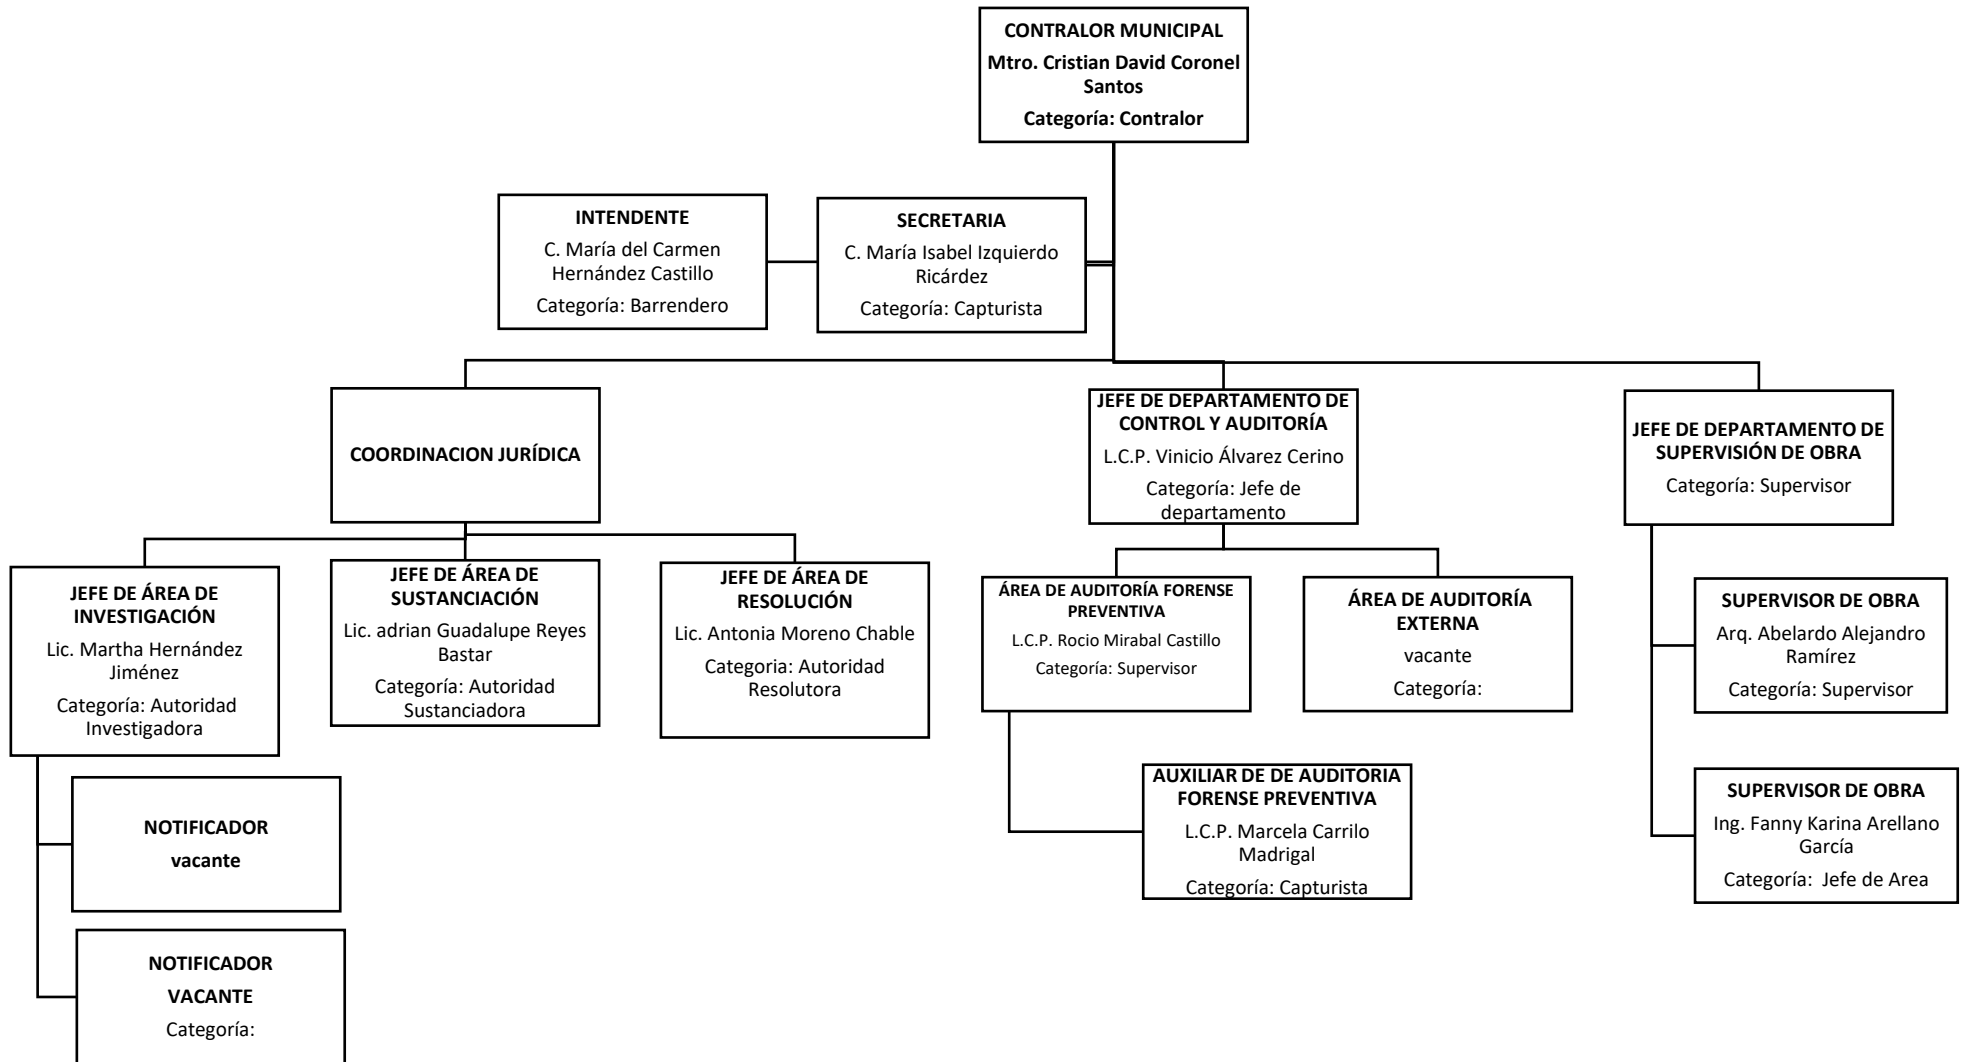 CONTRALOR MUNICIPAL
Mtro. Cristian David Coronel
Santos
Categoría: Contralor
INTENDENTE
C. María del Carmen
Hernández Castillo
Categoría: Barrendero
SECRETARIA
C. María Isabel Izquierdo
Ricárdez
Categoría: Capturista
COORDINACION JURÍDICA
JEFE DE DEPARTAMENTO DE
CONTROL Y AUDITORÍA
L.C.P. Vinicio Álvarez Cerino
Categoría: Jefe de
departamento
JEFE DE DEPARTAMENTO DE
SUPERVISIÓN DE OBRA
Categoría: Supervisor
JEFE DE ÁREA DE
INVESTIGACIÓN
Lic. Martha Hernández
Jiménez
Categoría: Autoridad
Investigadora
JEFE DE ÁREA DE
SUSTANCIACIÓN
Lic. adrian Guadalupe Reyes
Bastar
Categoría: Autoridad
Sustanciadora
JEFE DE ÁREA DE
RESOLUCIÓN
Lic. Antonia Moreno Chable
Categoria: Autoridad
Resolutora
ÁREA DE AUDITORÍA FORENSE
PREVENTIVA
L.C.P. Rocio Mirabal Castillo
Categoría: Supervisor
ÁREA DE AUDITORÍA
EXTERNA
vacante
Categoría:
SUPERVISOR DE OBRA
Arq. Abelardo Alejandro
Ramírez
Categoría: Supervisor
NOTIFICADOR
vacante
AUXILIAR DE DE AUDITORIA
FORENSE PREVENTIVA
L.C.P. Marcela Carrilo
Madrigal
Categoría: Capturista
SUPERVISOR DE OBRA
Ing. Fanny Karina Arellano
García
Categoría: Jefe de Area
NOTIFICADOR
VACANTE
Categoría: